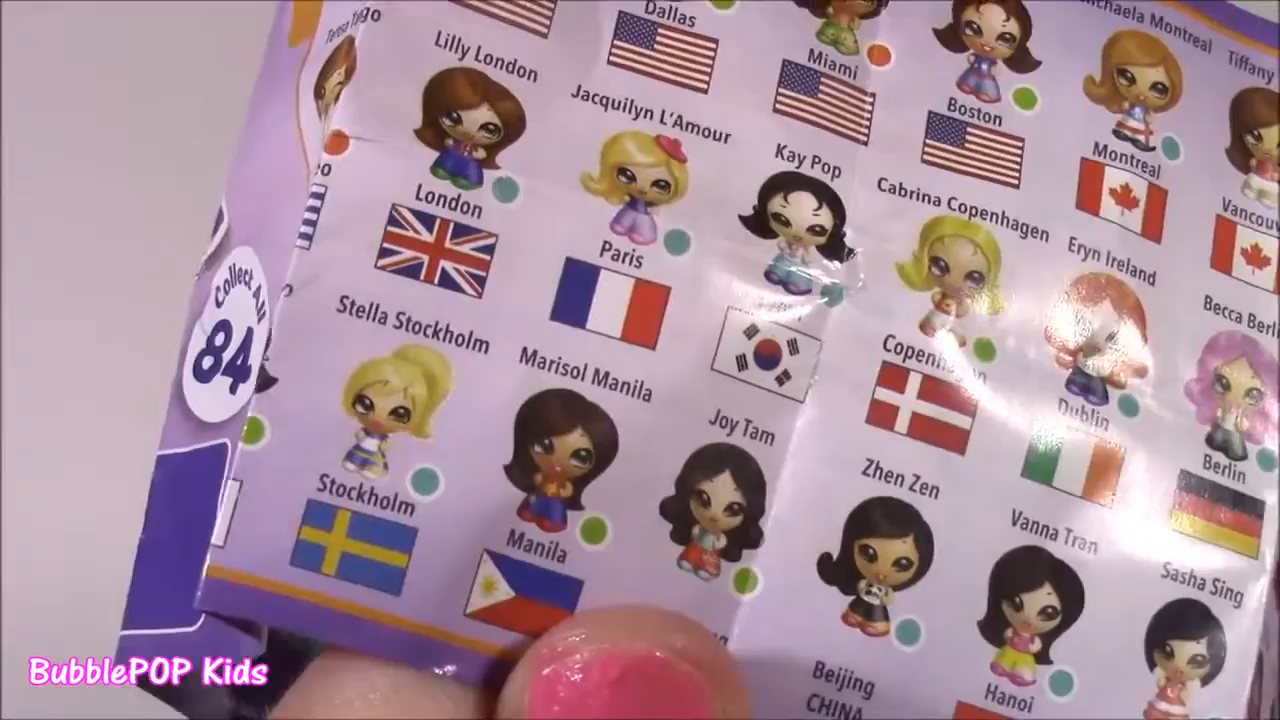 Dallas
Miami
Michaela Montreal
Tiffany
Lilly London
Jacquilyn L'Amour
Kay Pop
Boston
Montreal
Vancou
London
Paris
Cabrina Copenhagen
Eryn Ireland
Becca Berl
Collect All
84
Stella Stockholm
Marisol Manila
Joy Tam
Copenhagen
Dublin
Berlin
Stockholm
Manila
Zhen Zen
Vanna Tran
Sasha Sing
Beijing
CHINA
Hanoi
BubblePOP Kids